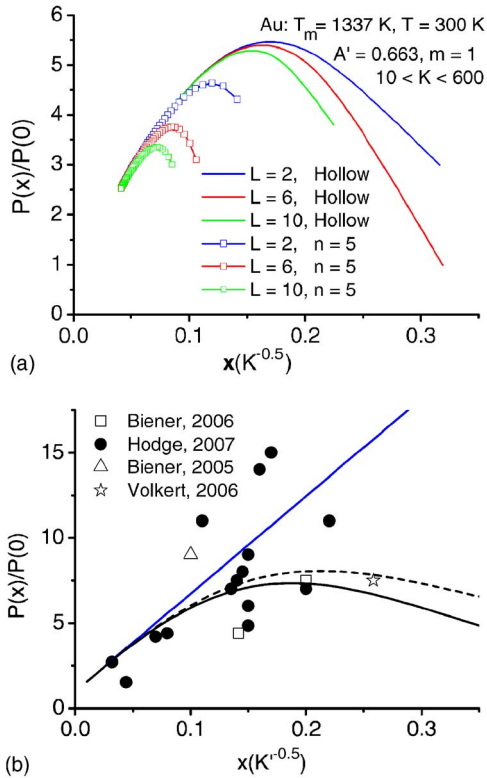 Au: Tm= 1337 K, T = 300 K
A' = 0.663, m = 1
10 < K < 600
6
5
4
3
2
1
0
P(x)/P(0)
L = 2, Hollow
L = 6, Hollow
L = 10, Hollow
L = 2, n = 5
L = 6, n = 5
L = 10, n = 5
0.0 0.1 0.2 0.3
x(K^-0.5)
(a)
Biener, 2006
Hodge, 2007
Biener, 2005
Volkert, 2006
15
10
5
0
P(x)/P(0)
0.0 0.1 0.2 0.3
x(K'^-0.5)
(b)